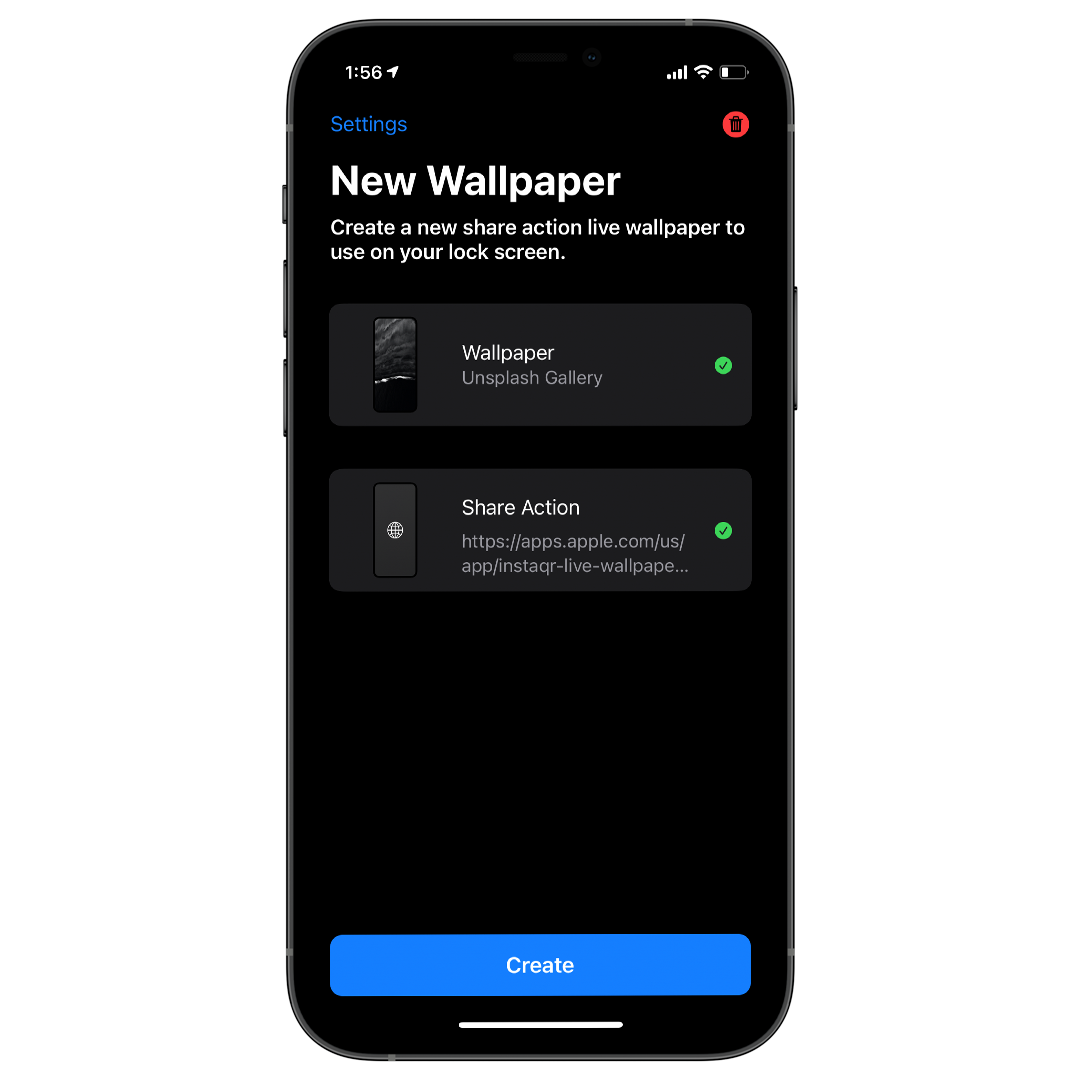 1:56
Settings
New Wallpaper
Create a new share action live wallpaper to
use on your lock screen.
Wallpaper
Unsplash Gallery
Share Action
https://apps.apple.com/us/
app/instaqr-live-wallpape...
Create